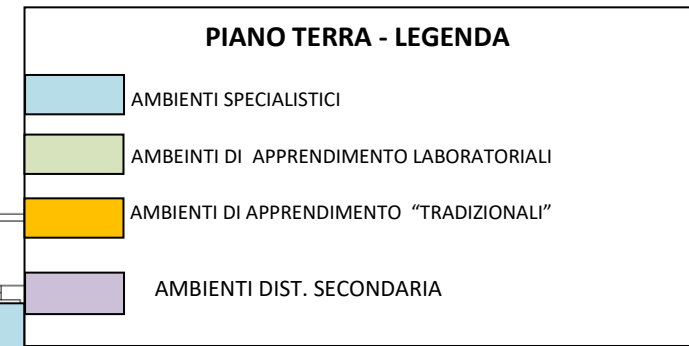 PIANO TERRA - LEGENDA
AMBIENTI SPECIALISTICI
AMBEINTI DI APPRENDIMENTO LABORATORIALI
AMBIENTI DI APPRENDIMENTO “TRADIZIONALI”
AMBIENTI DIST. SECONDARIA